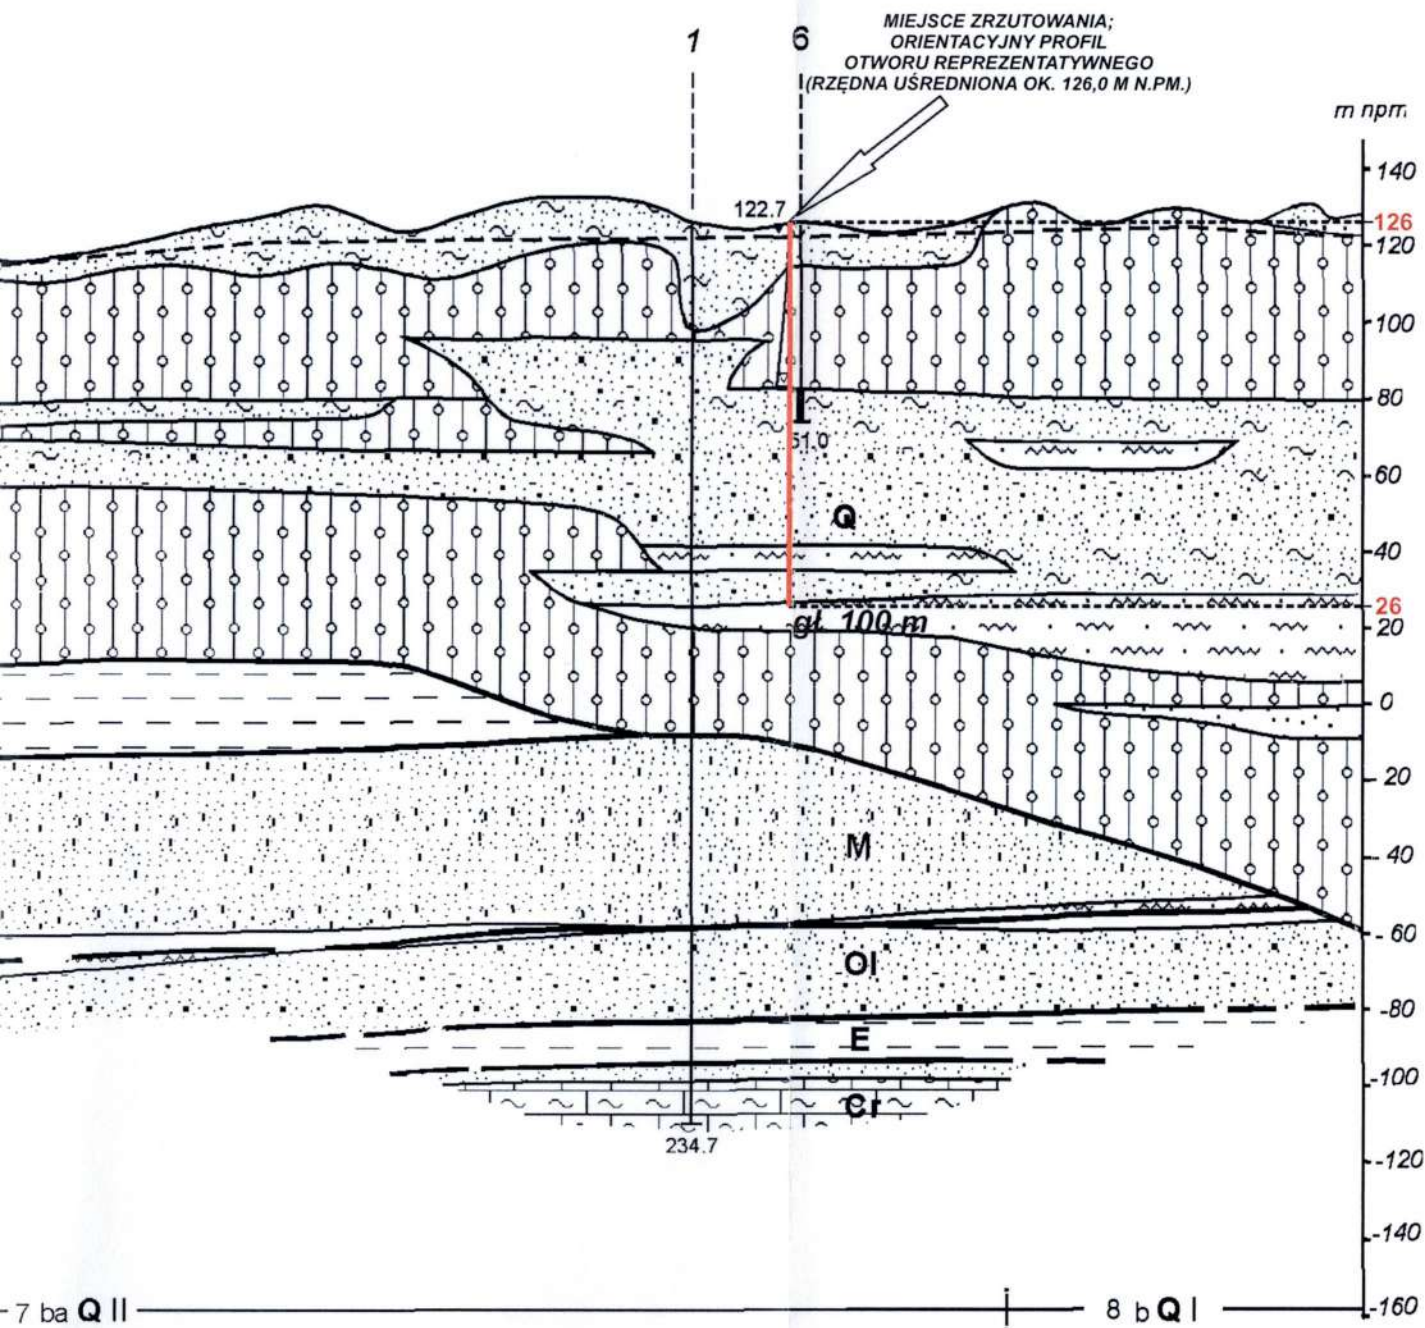 1
6
MIEJSCE ZRZUTOWANIA;
ORIENTACYJNY PROFIL
OTWORU REPREZENTATYWNEGO
(RZĘDNA UŚREDNIONA OK. 126,0 M N.PM.)
m npm
140
122.7
126
120
100
80
51.0
60
Q
40
26
gł. 100 m
20
0
20
M
40
60
Ol
-80
E
-100
Cr
234.7
-120
-140
7 ba Q II
8 b Q I
-160